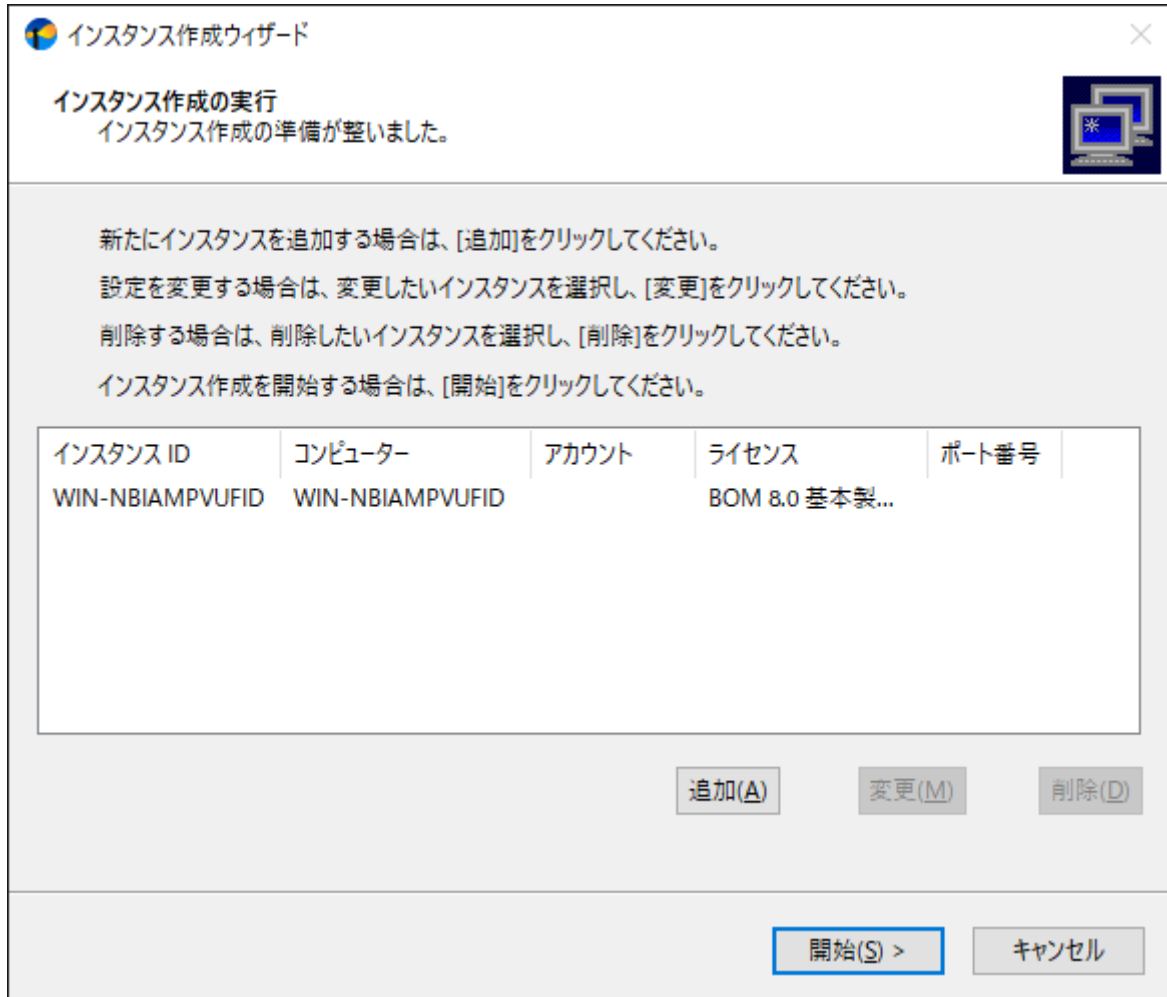 インスタンス作成ウィザード
インスタンス作成の実行
インスタンス作成の準備が整いました。
新たにインスタンスを追加する場合は、[追加]をクリックしてください。
設定を変更する場合は、変更したいインスタンスを選択し、[変更]をクリックしてください。
削除する場合は、削除したいインスタンスを選択し、[削除]をクリックしてください。
インスタンス作成を開始する場合は、[開始]をクリックしてください。
インスタンス ID コンピューター アカウント ライセンス ポート番号
WIN-NBIAMPVUFID WIN-NBIAMPVUFID BOM 8.0 基本製...
追加(A) 変更(M) 削除(D)
開始(S) > キャンセル